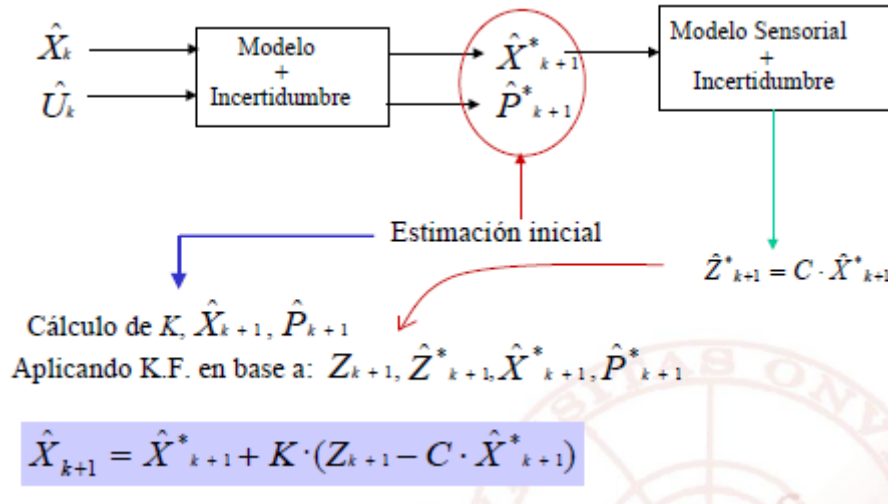 X̂ₖ
Ûₖ
Modelo
+
Incertidumbre
X̂*ₖ₊₁
P̂*ₖ₊₁
Modelo Sensorial
+
Incertidumbre
Estimación inicial
Ẑ*ₖ₊₁ = C · X̂*ₖ₊₁
Cálculo de K, X̂ₖ₊₁, P̂ₖ₊₁
Aplicando K.F. en base a: Zₖ₊₁, Ẑ*ₖ₊₁, X̂*ₖ₊₁, P̂*ₖ₊₁
X̂ₖ₊₁ = X̂*ₖ₊₁ + K·(Zₖ₊₁ − C · X̂*ₖ₊₁)